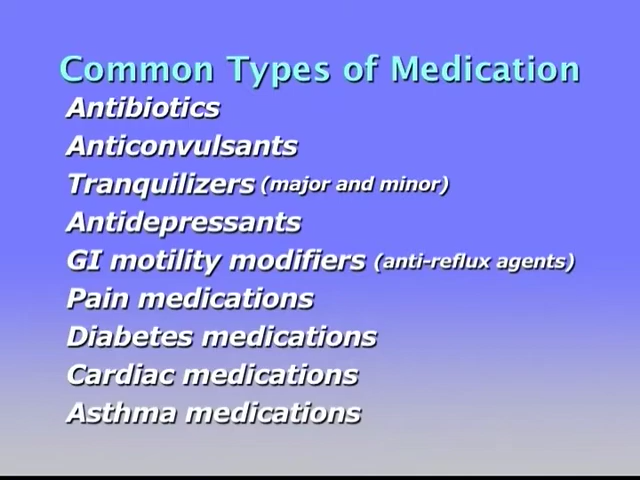 Common Types of Medication
Antibiotics
Anticonvulsants
Tranquilizers (major and minor)
Antidepressants
GI motility modifiers (anti-reflux agents)
Pain medications
Diabetes medications
Cardiac medications
Asthma medications